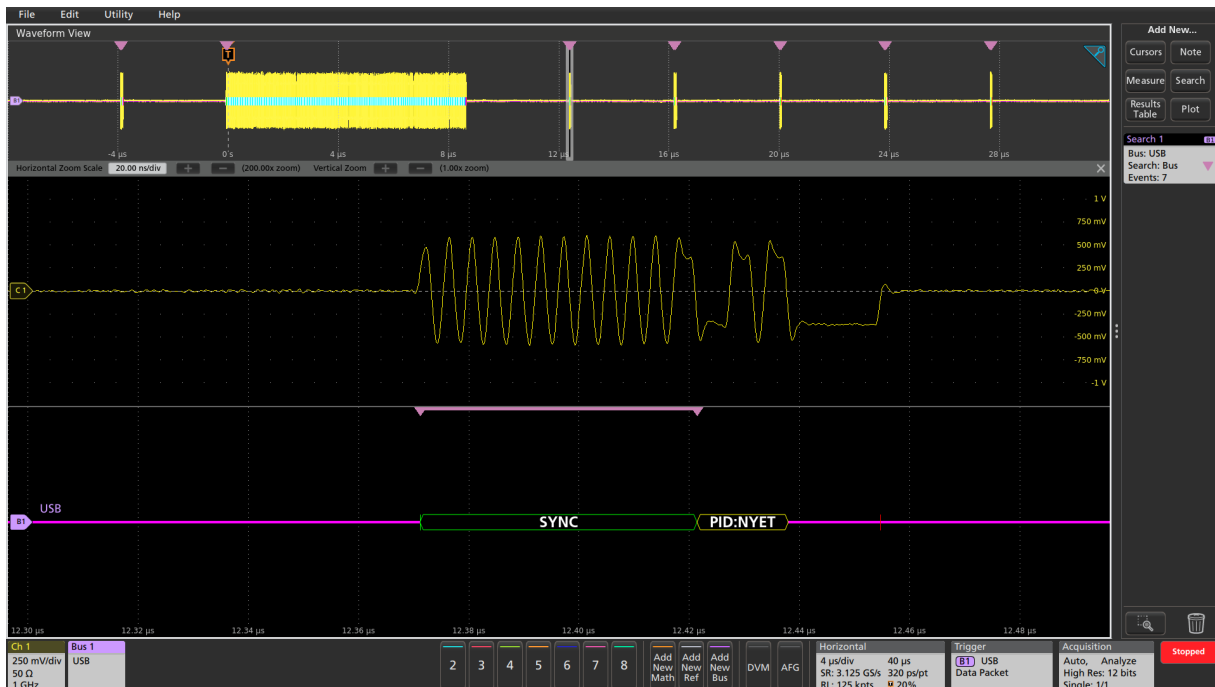 File Edit Utility Help
Waveform View
Add New...
Cursors Note
Measure Search
Results Table Plot
T
B1
-4 µs 0 s 4 µs 8 µs 12 µs 16 µs 20 µs 24 µs 28 µs
Horizontal Zoom Scale 20.00 ns/div + − (200.00x zoom) Vertical Zoom + − (1.00x zoom) ×
Search 1 B1
Bus: USB
Search: Bus
Events: 7
1 V
750 mV
500 mV
250 mV
C1 0 V
-250 mV
-500 mV
-750 mV
-1 V
USB
B1 SYNC PID:NYET
12.30 µs 12.32 µs 12.34 µs 12.36 µs 12.38 µs 12.40 µs 12.42 µs 12.44 µs 12.46 µs 12.48 µs
Ch 1
250 mV/div
50 Ω
1 GHz
Bus 1
USB
2 3 4 5 6 7 8
Add New Math
Add New Ref
Add New Bus
DVM AFG
Horizontal
4 µs/div 40 µs
SR: 3.125 GS/s 320 ps/pt
RL: 125 kpts 20%
Trigger
B1 USB
Data Packet
Acquisition
Auto, Analyze
High Res: 12 bits
Single: 1/1
Stopped